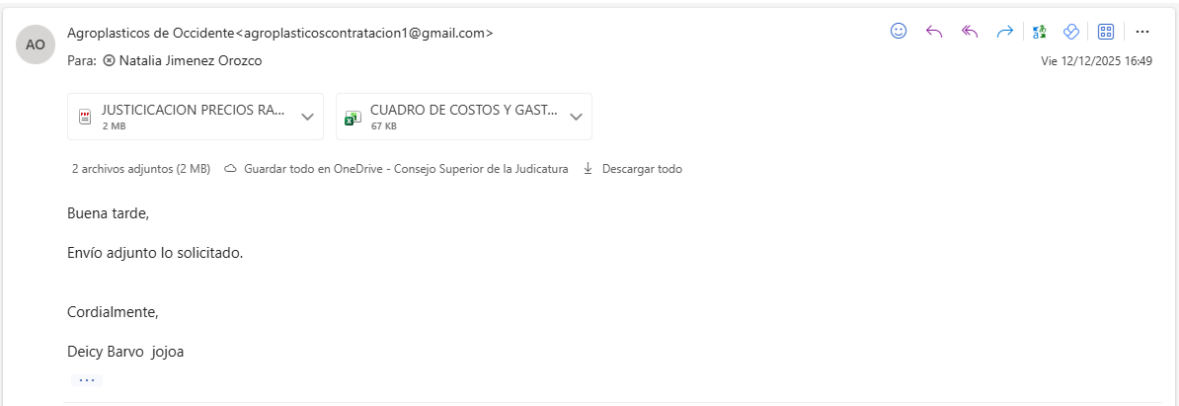 AO
Agroplasticos de Occidente<agroplasticoscontratacion1@gmail.com>
Para: Natalia Jimenez Orozco
Vie 12/12/2025 16:49
JUSTICICACION PRECIOS RA...
2 MB
CUADRO DE COSTOS Y GAST...
67 KB
2 archivos adjuntos (2 MB) Guardar todo en OneDrive - Consejo Superior de la Judicatura Descargar todo
Buena tarde,
Envío adjunto lo solicitado.
Cordialmente,
Deicy Barvo jojoa